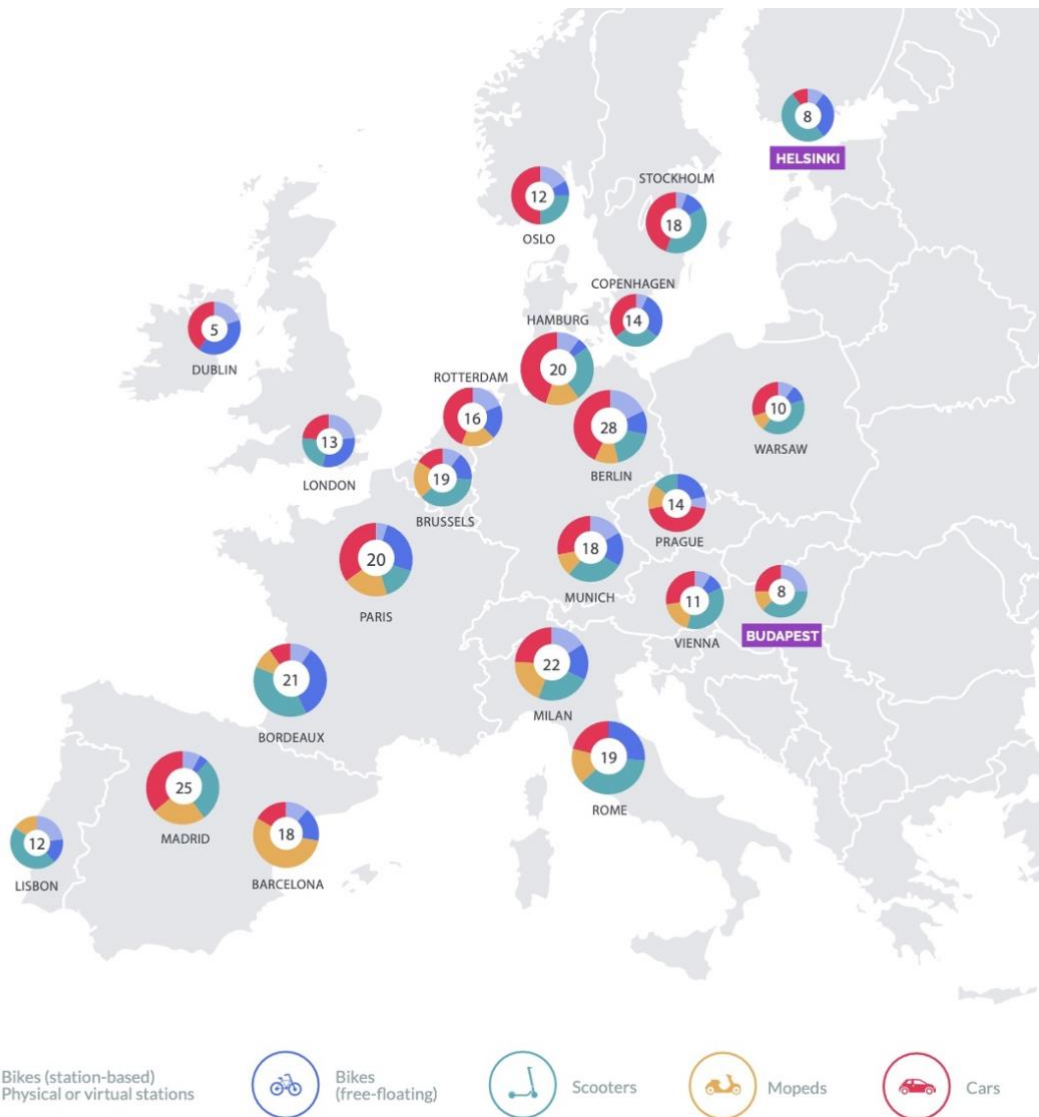 8
HELSINKI
STOCKHOLM
12
18
OSLO
COPENHAGEN
5
HAMBURG
14
DUBLIN
20
ROTTERDAM
16
28
10
13
BERLIN
WARSAW
LONDON
19
BRUSSELS
14
PRAGUE
20
18
PARIS
MUNICH
11
8
VIENNA
BUDAPEST
21
22
BORDEAUX
MILAN
25
19
MADRID
ROME
12
18
LISBON
BARCELONA
Bikes (station-based)
Physical or virtual stations
Bikes
(free-floating)
Scooters
Mopeds
Cars